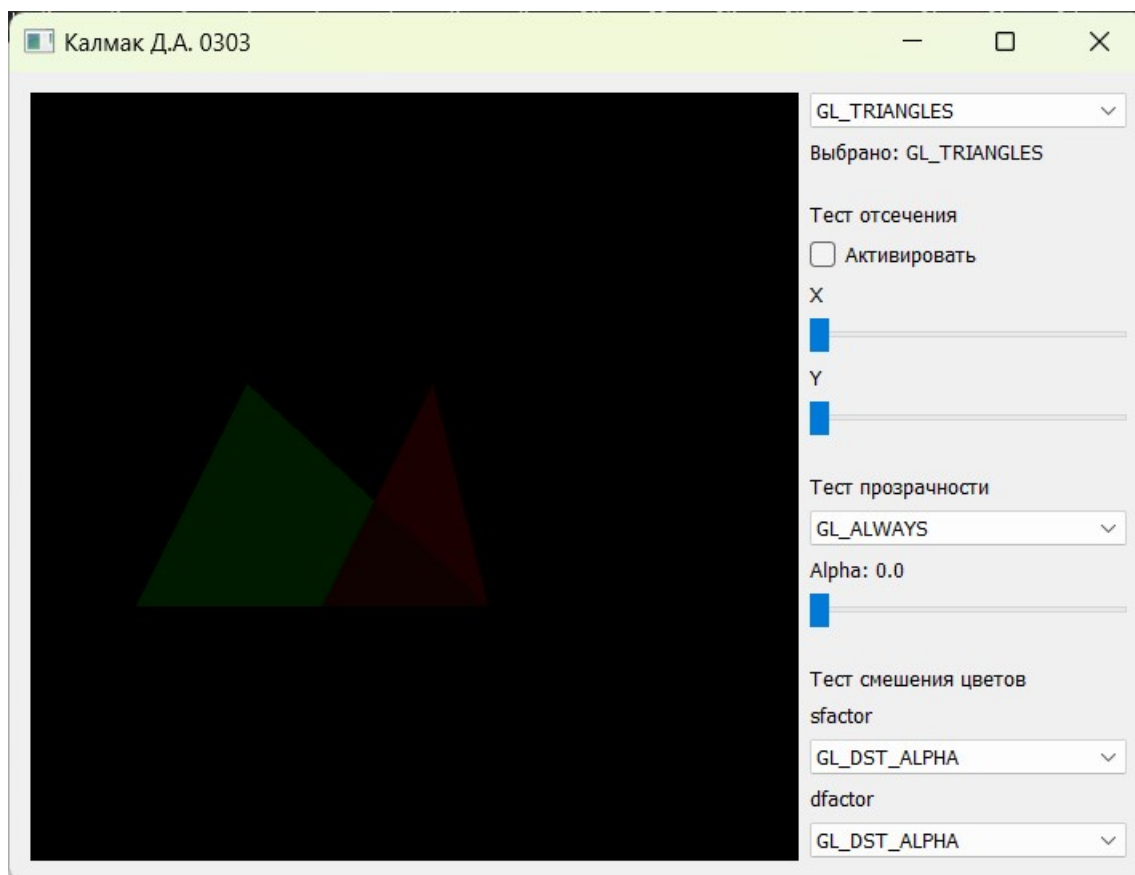 Калмак Д.А. 0303
GL_TRIANGLES
Выбрано: GL_TRIANGLES
Тест отсечения
Активировать
X
Y
Тест прозрачности
GL_ALWAYS
Alpha: 0.0
Тест смешения цветов
sfactor
GL_DST_ALPHA
dfactor
GL_DST_ALPHA